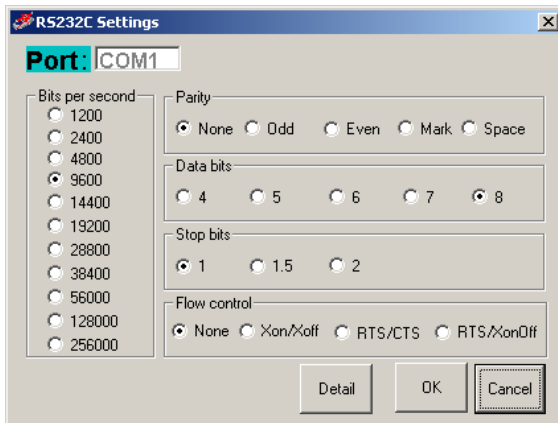 RS232C Settings
Port: COM1
Bits per second
1200
2400
4800
9600
14400
19200
28800
38400
56000
128000
256000
Parity
None Odd Even Mark Space
Data bits
4 5 6 7 8
Stop bits
1 1.5 2
Flow control
None Xon/Xoff RTS/CTS RTS/XonOff
Detail OK Cancel